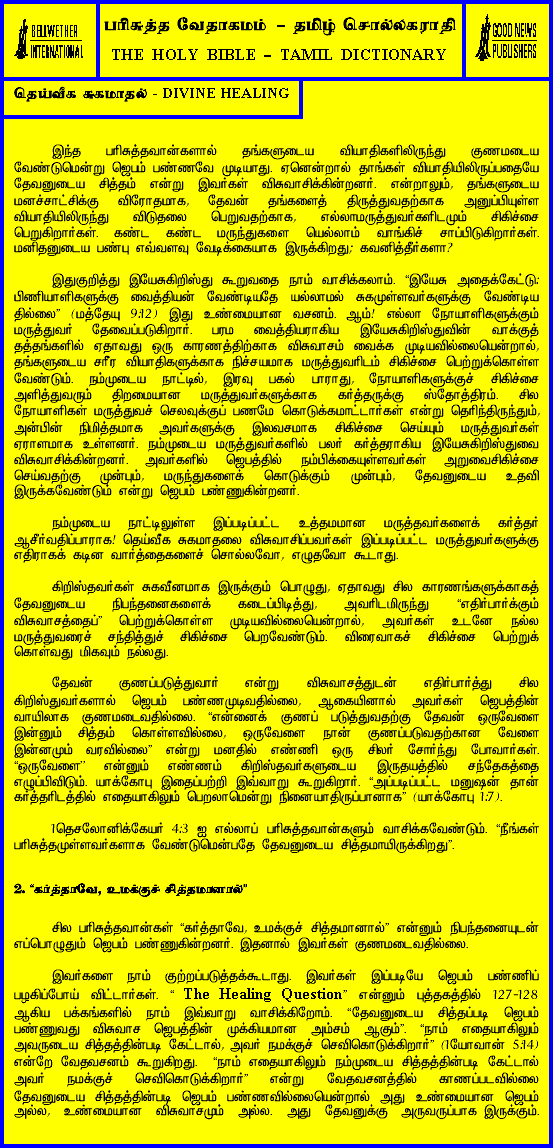 BELLWETHER
INTERNATIONAL
பரிசுத்த வேதாகமம் – தமிழ் சொல்லகராதி
THE HOLY BIBLE – TAMIL DICTIONARY
GOOD NEWS
PUBLISHERS
தெய்வீக சுகமாதல் - DIVINE HEALING
இந்த பரிசுத்தவான்களால் தங்களுடைய வியாதிகளிலிருந்து குணமடைய
வேண்டுமென்று ஜெபம் பண்ணவே முடியாது. ஏனென்றால் தாங்கள் வியாதியிலிருப்பதையே
தேவனுடைய சித்தம் என்று இவர்கள் விசுவாசிக்கின்றனர். என்றாலும், தங்களுடைய
மனச்சாட்சிக்கு விரோதமாக, தேவன் தங்களைத் திருத்துவதற்காக அனுப்பியுள்ள
வியாதியிலிருந்து விடுதலை பெறுவதற்காக, எல்லாமருத்துவர்களிடமும் சிகிச்சை
பெறுகிறார்கள். கண்ட கண்ட மருந்துகளை யெல்லாம் வாங்கிச் சாப்பிடுகிறார்கள்.
மனிதனுடைய பண்பு எவ்வளவு வேடிக்கையாக இருக்கிறது; கவனித்தீர்களா?
இதுகுறித்து இயேசுகிறிஸ்து கூறுவதை நாம் வாசிக்கலாம். “இயேசு அதைக்கேட்டு:
பிணியாளிகளுக்கு வைத்தியன் வேண்டியதே யல்லாமல் சுகமுள்ளவர்களுக்கு வேண்டிய
தில்லை” (மத்தேயு 9:12) இது உண்மையான வசனம். ஆம்! எல்லா நோயாளிகளுக்கும்
மருத்துவர் தேவைப்படுகிறார். பரம வைத்தியராகிய இயேசுகிறிஸ்துவின் வாக்குத்
தத்தங்களில் ஏதாவது ஒரு காரணத்திற்காக விசுவாசம் வைக்க முடியவில்லையென்றால்,
தங்களுடைய சரீர வியாதிகளுக்காக நிச்சயமாக மருத்துவரிடம் சிகிச்சை பெற்றுக்கொள்ள
வேண்டும். நம்முடைய நாட்டில், இரவு பகல் பாராது, நோயாளிகளுக்குச் சிகிச்சை
அளித்துவரும் திறமையான மருத்துவர்களுக்காக கர்த்தருக்கு ஸ்தோத்திரம். சில
நோயாளிகள் மருத்துவச் செலவுக்குப் பணமே கொடுக்கமாட்டார்கள் என்று தெரிந்திருந்தும்,
அன்பின் நிமித்தமாக அவர்களுக்கு இலவசமாக சிகிச்சை செய்யும் மருத்துவர்கள்
ஏராளமாக உள்ளனர். நம்முடைய மருத்துவர்களில் பலர் கர்த்தராகிய இயேசுகிறிஸ்துவை
விசுவாசிக்கின்றனர். அவர்களில் ஜெபத்தில் நம்பிக்கையுள்ளவர்கள் அறுவைசிகிச்சை
செய்வதற்கு முன்பும், மருந்துகளைக் கொடுக்கும் முன்பும், தேவனுடைய உதவி
இருக்கவேண்டும் என்று ஜெபம் பண்ணுகின்றனர்.
நம்முடைய நாட்டிலுள்ள இப்படிப்பட்ட உத்தமமான மருத்தவர்களைக் கர்த்தர்
ஆசீர்வதிப்பாராக! தெய்வீக சுகமாதலை விசுவாசிப்பவர்கள் இப்படிப்பட்ட மருத்துவர்களுக்கு
எதிராகக் கடின வார்த்தைகளைச் சொல்லவோ, எழுதவோ கூடாது.
கிறிஸ்தவர்கள் சுகவீனமாக இருக்கும் பொழுது, ஏதாவது சில காரணங்களுக்காகத்
தேவனுடைய நிபந்தனைகளைக் கடைப்பிடித்து, அவரிடமிருந்து “எதிர்பார்க்கும்
விசுவாசத்தைப்” பெற்றுக்கொள்ள முடியவில்லையென்றால், அவர்கள் உடனே நல்ல
மருத்துவரைச் சந்தித்துச் சிகிச்சை பெறவேண்டும். விரைவாகச் சிகிச்சை பெற்றுக்
கொள்வது மிகவும் நல்லது.
தேவன் குணப்படுத்துவார் என்று விசுவாசத்துடன் எதிர்பார்த்து சில
கிறிஸ்தவர்களால் ஜெபம் பண்ணமுடிவதில்லை, ஆகையினால் அவர்கள் ஜெபத்தின்
வாயிலாக குணமடைவதில்லை. “என்னைக் குணப் படுத்துவதற்கு தேவன் ஒருவேளை
இன்னும் சித்தம் கொள்ளவில்லை, ஒருவேளை நான் குணப்படுவதற்கான வேளை
இன்னமும் வரவில்லை” என்று மனதில் எண்ணி ஒரு சிலர் சோர்ந்து போவார்கள்.
“ஒருவேளை” என்னும் எண்ணம் கிறிஸ்தவர்களுடைய இருதயத்தில் சந்தேகத்தை
எழுப்பிவிடும். யாக்கோபு இதைப்பற்றி இவ்வாறு கூறுகிறார். “அப்படிப்பட்ட மனுஷன் தான்
கர்த்தரிடத்தில் எதையாகிலும் பெறலாமென்று நினையாதிருப்பானாக” (யாக்கோபு 1:7).
1தெசலோனிக்கேயர் 4:3 ஐ எல்லாப் பரிசுத்தவான்களும் வாசிக்கவேண்டும். “நீங்கள்
பரிசுத்தமுள்ளவர்களாக வேண்டுமென்பதே தேவனுடைய சித்தமாயிருக்கிறது”.
2. “கர்த்தாவே, உமக்குச் சித்தமானால்”
சில பரிசுத்தவான்கள் “கர்த்தாவே, உமக்குச் சித்தமானால்” என்னும் நிபந்தனையுடன்
எப்பொழுதும் ஜெபம் பண்ணுகின்றனர். இதனால் இவர்கள் குணமடைவதில்லை.
இவர்களை நாம் குற்றப்படுத்தக்கூடாது. இவர்கள் இப்படியே ஜெபம் பண்ணிப்
பழகிப்போய் விட்டார்கள். “ The Healing Question” என்னும் புத்தகத்தில் 127-128
ஆகிய பக்கங்களில் நாம் இவ்வாறு வாசிக்கிறோம். “தேவனுடைய சித்தப்படி ஜெபம்
பண்ணுவது விசுவாச ஜெபத்தின் முக்கியமான அம்சம் ஆகும்”. “நாம் எதையாகிலும்
அவருடைய சித்தத்தின்படி கேட்டால், அவர் நமக்குச் செவிகொடுக்கிறார்” (1யோவான் 5:14)
என்றே வேதவசனம் கூறுகிறது. “நாம் எதையாகிலும் நம்முடைய சித்தத்தின்படி கேட்டால்
அவர் நமக்குச் செவிகொடுக்கிறார்” என்று வேதவசனத்தில் காணப்படவில்லை
தேவனுடைய சித்தத்தின்படி ஜெபம் பண்ணவில்லையென்றால் அது உண்மையான ஜெபம்
அல்ல, உண்மையான விசுவாசமும் அல்ல. அது தேவனுக்கு அருவருப்பாக இருக்கும்.